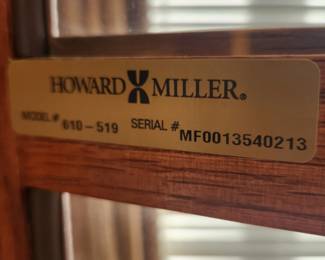 HOWARD MILLER®
MODEL # 610-519 SERIAL # MF0013540213